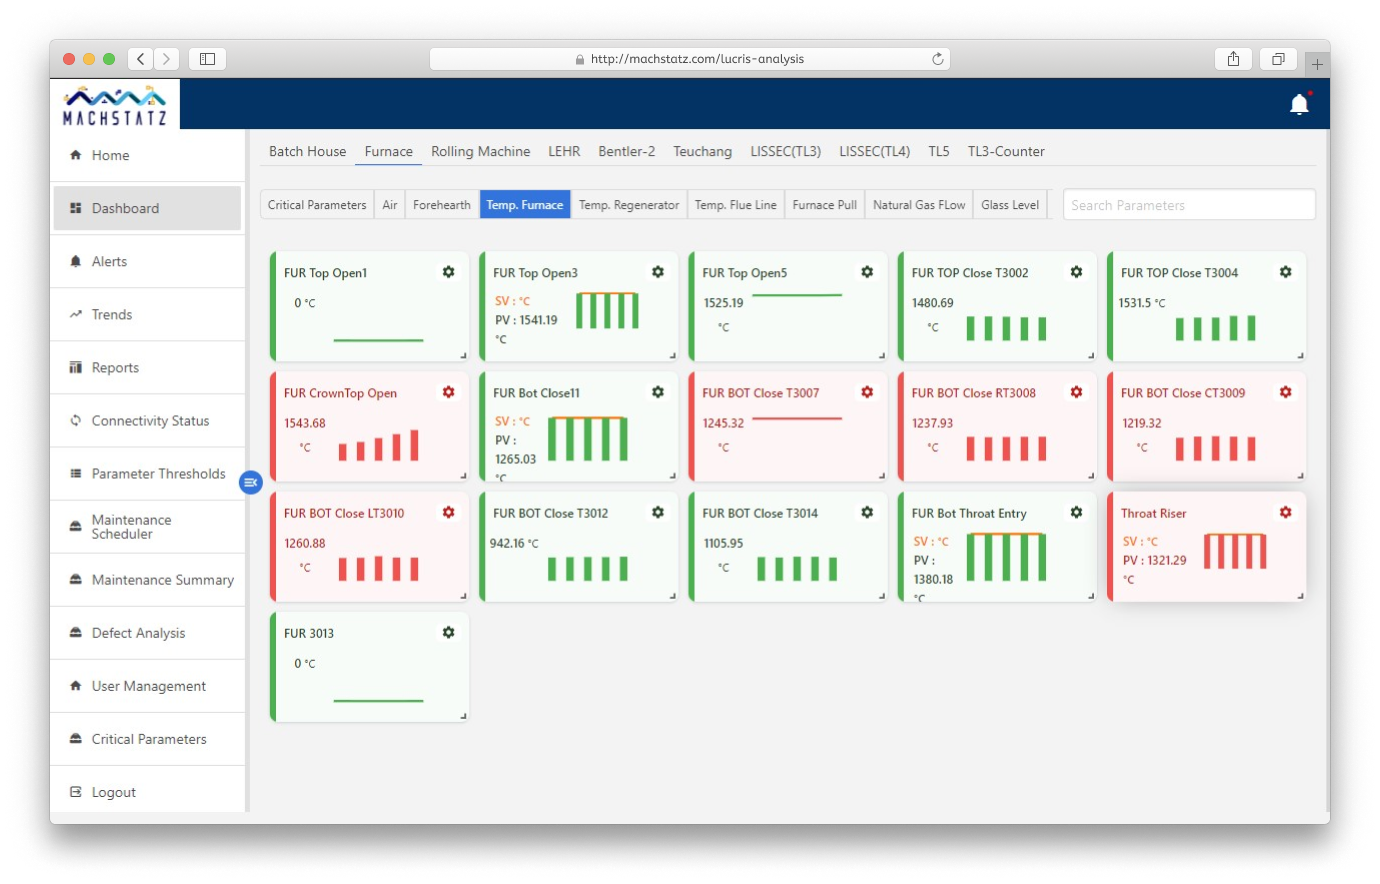 http://machstatz.com/lucris-analysis
MACHSTATZ
Home
Dashboard
Alerts
Trends
Reports
Connectivity Status
Parameter Thresholds
Maintenance
Scheduler
Maintenance Summary
Defect Analysis
User Management
Critical Parameters
Logout
Batch House Furnace Rolling Machine LEHR Bentler-2 Teuchang LISSEC(TL3) LISSEC(TL4) TL5 TL3-Counter
Critical Parameters Air Forehearth Temp. Furnace Temp. Regenerator Temp. Flue Line Furnace Pull Natural Gas FLow Glass Level Search Parameters
FUR Top Open1
0 °C
FUR Top Open3
SV : °C
PV : 1541.19
°C
FUR Top Open5
1525.19
°C
FUR TOP Close T3002
1480.69
°C
FUR TOP Close T3004
1531.5 °C
FUR CrownTop Open
1543.68
°C
FUR Bot Close11
SV : °C
PV :
1265.03
°C
FUR BOT Close T3007
1245.32
°C
FUR BOT Close RT3008
1237.93
°C
FUR BOT Close CT3009
1219.32
°C
FUR BOT Close LT3010
1260.88
°C
FUR BOT Close T3012
942.16 °C
FUR BOT Close T3014
1105.95
°C
FUR Bot Throat Entry
SV : °C
PV :
1380.18
°C
Throat Riser
SV : °C
PV : 1321.29
°C
FUR 3013
0 °C